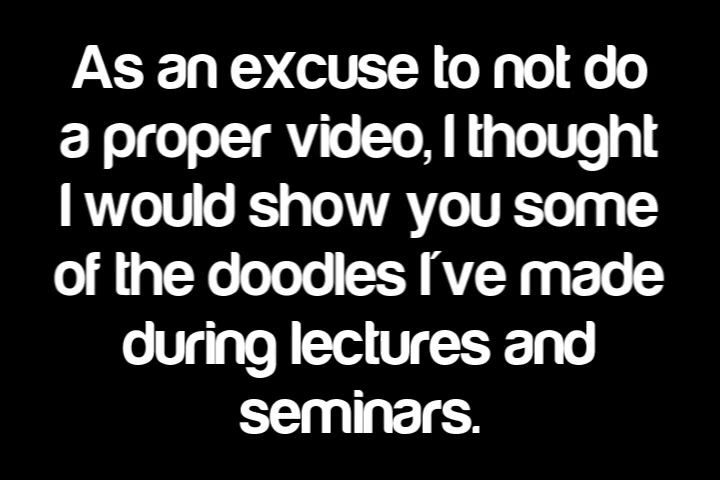 As an excuse to not do
a proper video, I thought
I would show you some
of the doodles I´ve made
during lectures and
seminars.